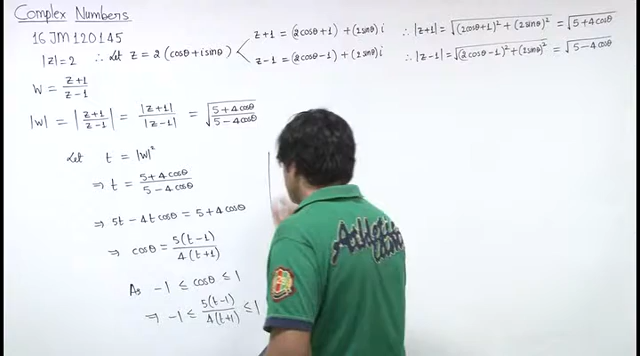 Complex Numbers
16 JM120145
|z| = 2 ∴ Let z = 2 (cosθ + isinθ)
z+1 = (2cosθ+1) + (2sinθ) i ∴ |z+1| = √((2cosθ+1)² + (2sinθ)²) = √(5+4cosθ)
z-1 = (2cosθ-1) + (2sinθ) i ∴ |z-1| = √((2cosθ-1)² + (2sinθ)²) = √(5-4cosθ)
W = (z+1)/(z-1)
|W| = |(z+1)/(z-1)| = |z+1|/|z-1| = √((5+4cosθ)/(5-4cosθ))
Let t = |W|²
⇒ t = (5+4cosθ)/(5-4cosθ)
⇒ 5t - 4t cosθ = 5+4cosθ
⇒ cosθ = 5(t-1)/4(t+1)
As -1 ≤ cosθ ≤ 1
⇒ -1 ≤ 5(t-1)/4(t+1) ≤ 1
Athletic